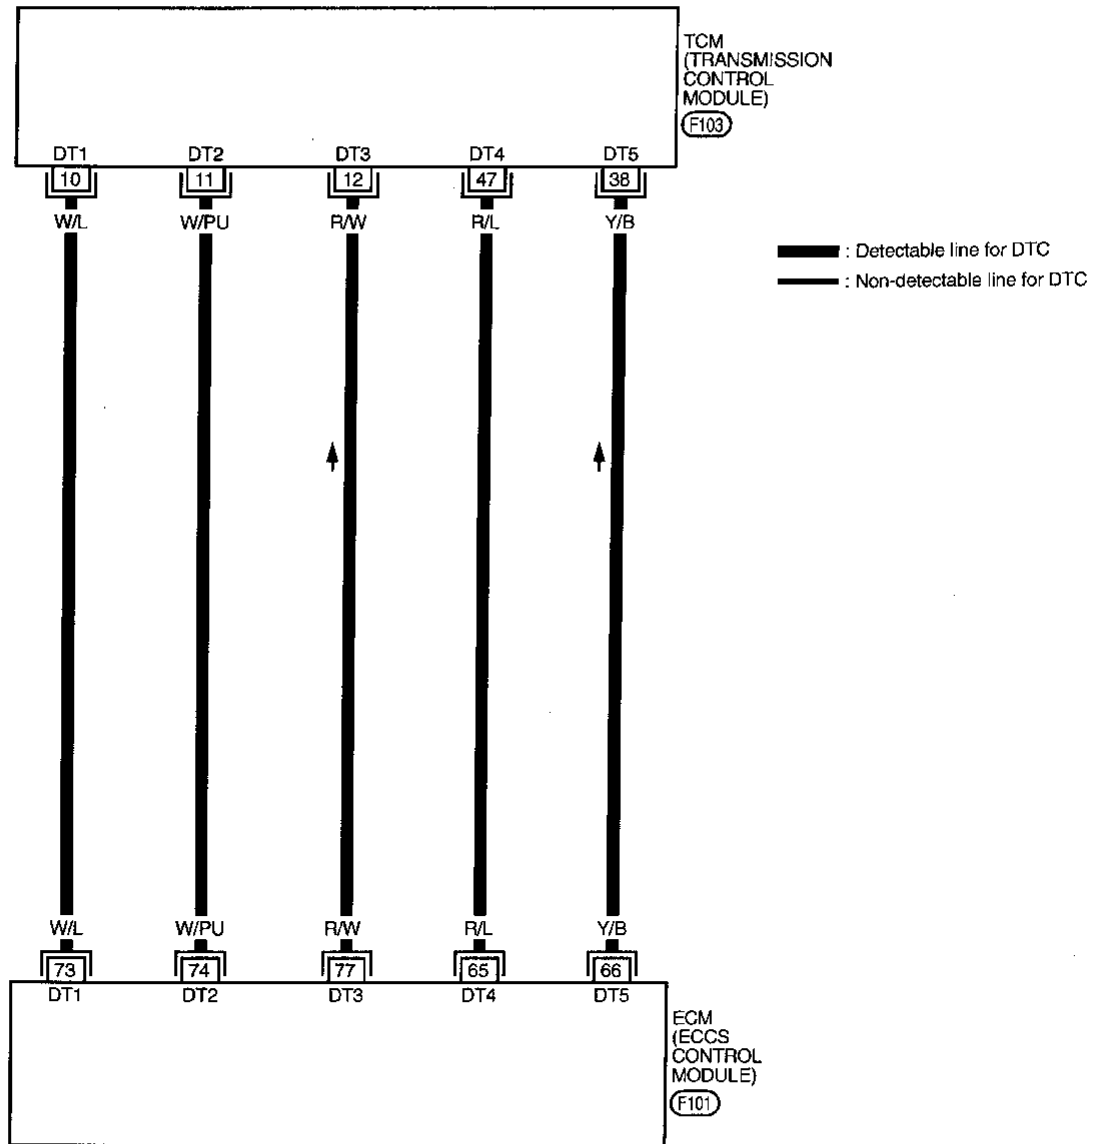 TCM
(TRANSMISSION
CONTROL
MODULE)
F103
DT1 DT2 DT3 DT4 DT5
10 11 12 47 38
W/L W/PU R/W R/L Y/B
: Detectable line for DTC
: Non-detectable line for DTC
W/L W/PU R/W R/L Y/B
73 74 77 65 66
DT1 DT2 DT3 DT4 DT5
ECM
(ECCS
CONTROL
MODULE)
F101